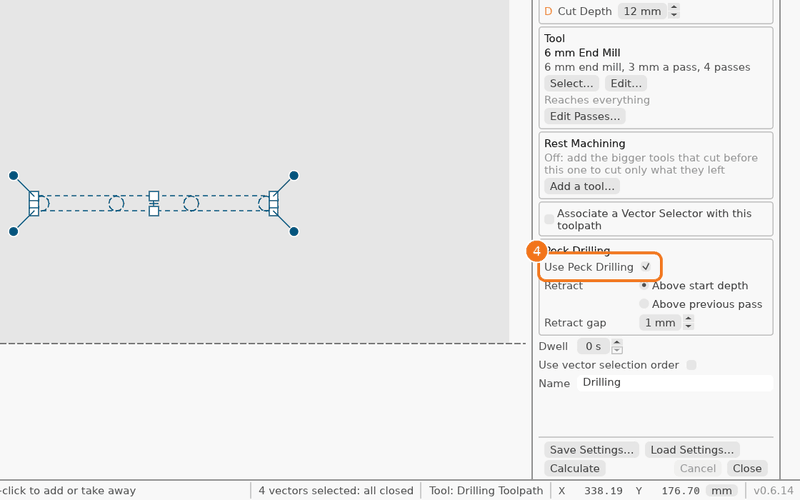 D Cut Depth 12 mm
Tool
6 mm End Mill
6 mm end mill, 3 mm a pass, 4 passes
Select... Edit...
Reaches everything
Edit Passes...
Rest Machining
Off: add the bigger tools that cut before
this one to cut only what they left
Add a tool...
Associate a Vector Selector with this
toolpath
4
Peck Drilling
Use Peck Drilling
Retract Above start depth
Above previous pass
Retract gap 1 mm
Dwell 0 s
Use vector selection order
Name Drilling
Save Settings... Load Settings...
Calculate Cancel Close
-click to add or take away 4 vectors selected: all closed Tool: Drilling Toolpath X 338.19 Y 176.70 mm v0.6.14